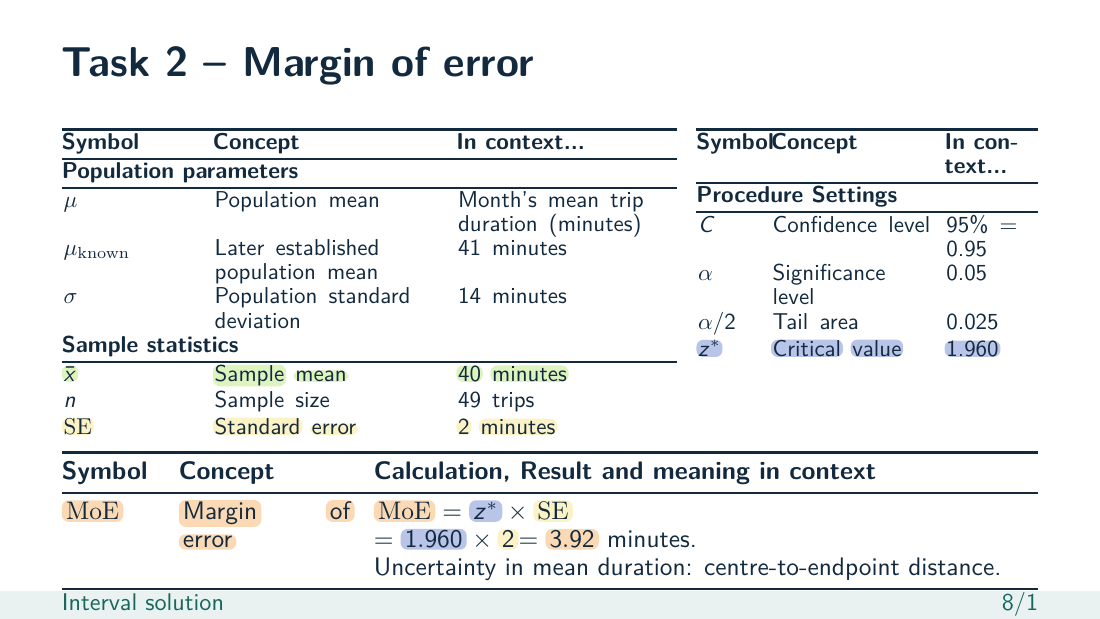 Task 2 – Margin of error
Symbol Concept In context...
Population parameters
μ Population mean Month's mean trip
duration (minutes)
μknown Later established 41 minutes
population mean
σ Population standard 14 minutes
deviation
Sample statistics
x̄ Sample mean 40 minutes
n Sample size 49 trips
SE Standard error 2 minutes
Symbol Concept In con-
text...
Procedure Settings
C Confidence level 95% =
0.95
α Significance 0.05
level
α/2 Tail area 0.025
z* Critical value 1.960
Symbol Concept Calculation, Result and meaning in context
MoE Margin of MoE = z* × SE
error = 1.960 × 2 = 3.92 minutes.
Uncertainty in mean duration: centre-to-endpoint distance.
Interval solution 8/1